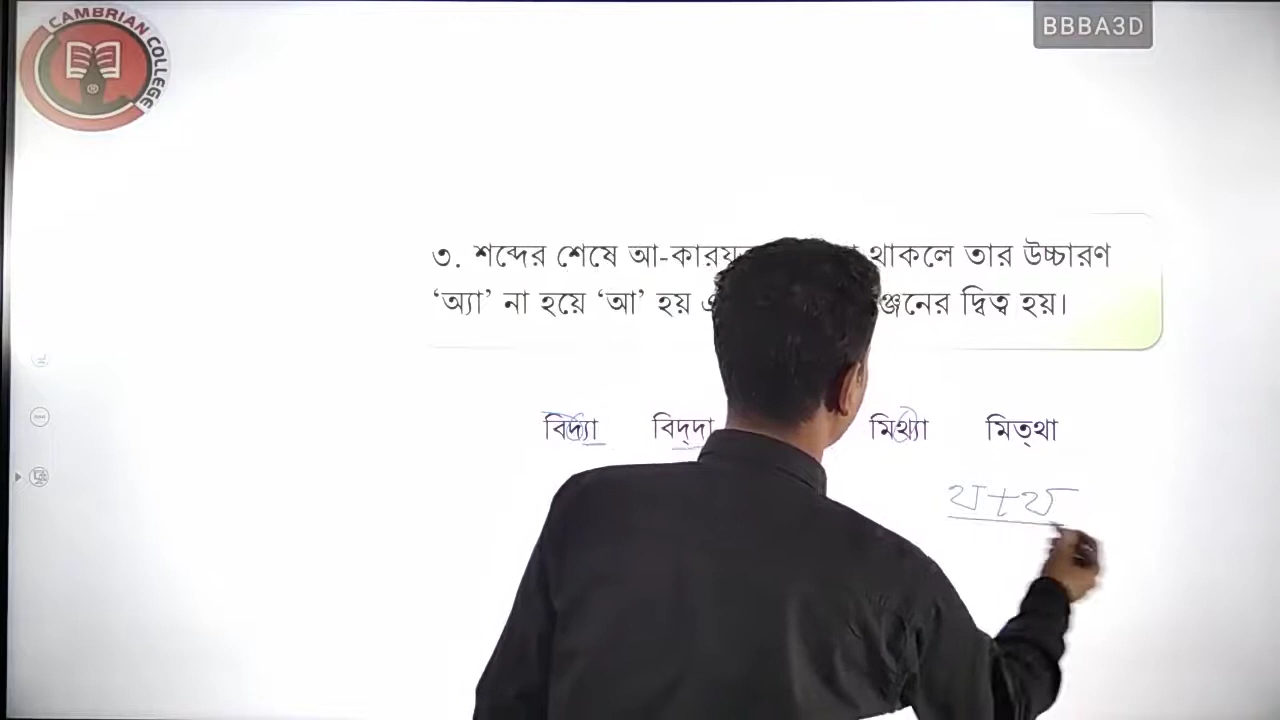 CAMBRIAN COLLEGE
BBBA3D
৩. শব্দের শেষে আ-কারযু থাকলে তার উচ্চারণ
‘অ্যা’ না হয়ে ‘আ’ হয় ঞ্জনের দ্বিত্ব হয়।
বিদ্যা বিদ্‌দা মিথ্যা মিত্‌থা
থ+থ